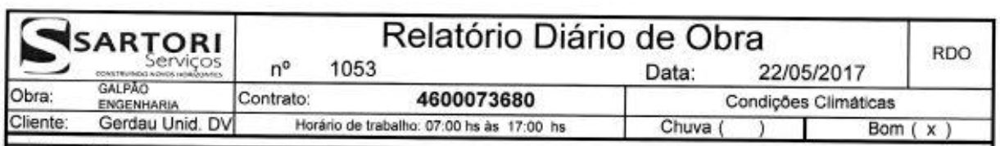 SARTORI
Serviços
CONSTRUINDO NOVOS HORIZONTES
Relatório Diário de Obra
nº 1053 Data: 22/05/2017
RDO
Obra: GALPÃO ENGENHARIA Contrato: 4600073680 Condições Climáticas
Cliente: Gerdau Unid. DV Horário de trabalho: 07:00 hs às 17:00 hs Chuva ( ) Bom ( x )